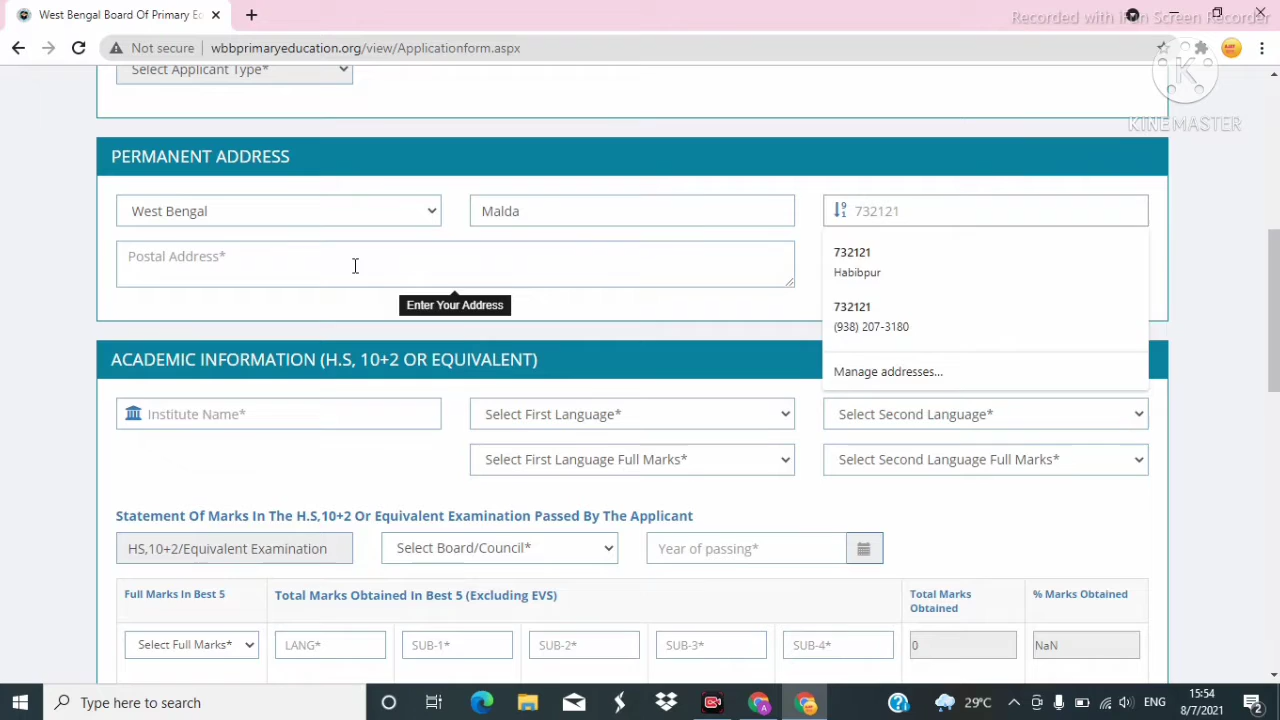 West Bengal Board Of Primary Ed
Recorded with iFun Screen Recorder
Not secure
wbbprimaryeducation.org/view/Applicationform.aspx
Select Applicant Type*
KINEMASTER
PERMANENT ADDRESS
West Bengal
Malda
732121
Postal Address*
732121
Habibpur
Enter Your Address
732121
(938) 207-3180
Manage addresses...
ACADEMIC INFORMATION (H.S, 10+2 OR EQUIVALENT)
Institute Name*
Select First Language*
Select Second Language*
Select First Language Full Marks*
Select Second Language Full Marks*
Statement Of Marks In The H.S,10+2 Or Equivalent Examination Passed By The Applicant
HS,10+2/Equivalent Examination
Select Board/Council*
Year of passing*
Full Marks In Best 5
Total Marks Obtained In Best 5 (Excluding EVS)
Total Marks
Obtained
% Marks Obtained
Select Full Marks*
LANG*
SUB-1*
SUB-2*
SUB-3*
SUB-4*
0
NaN
Type here to search
29°C
ENG
15:54
8/7/2021
2